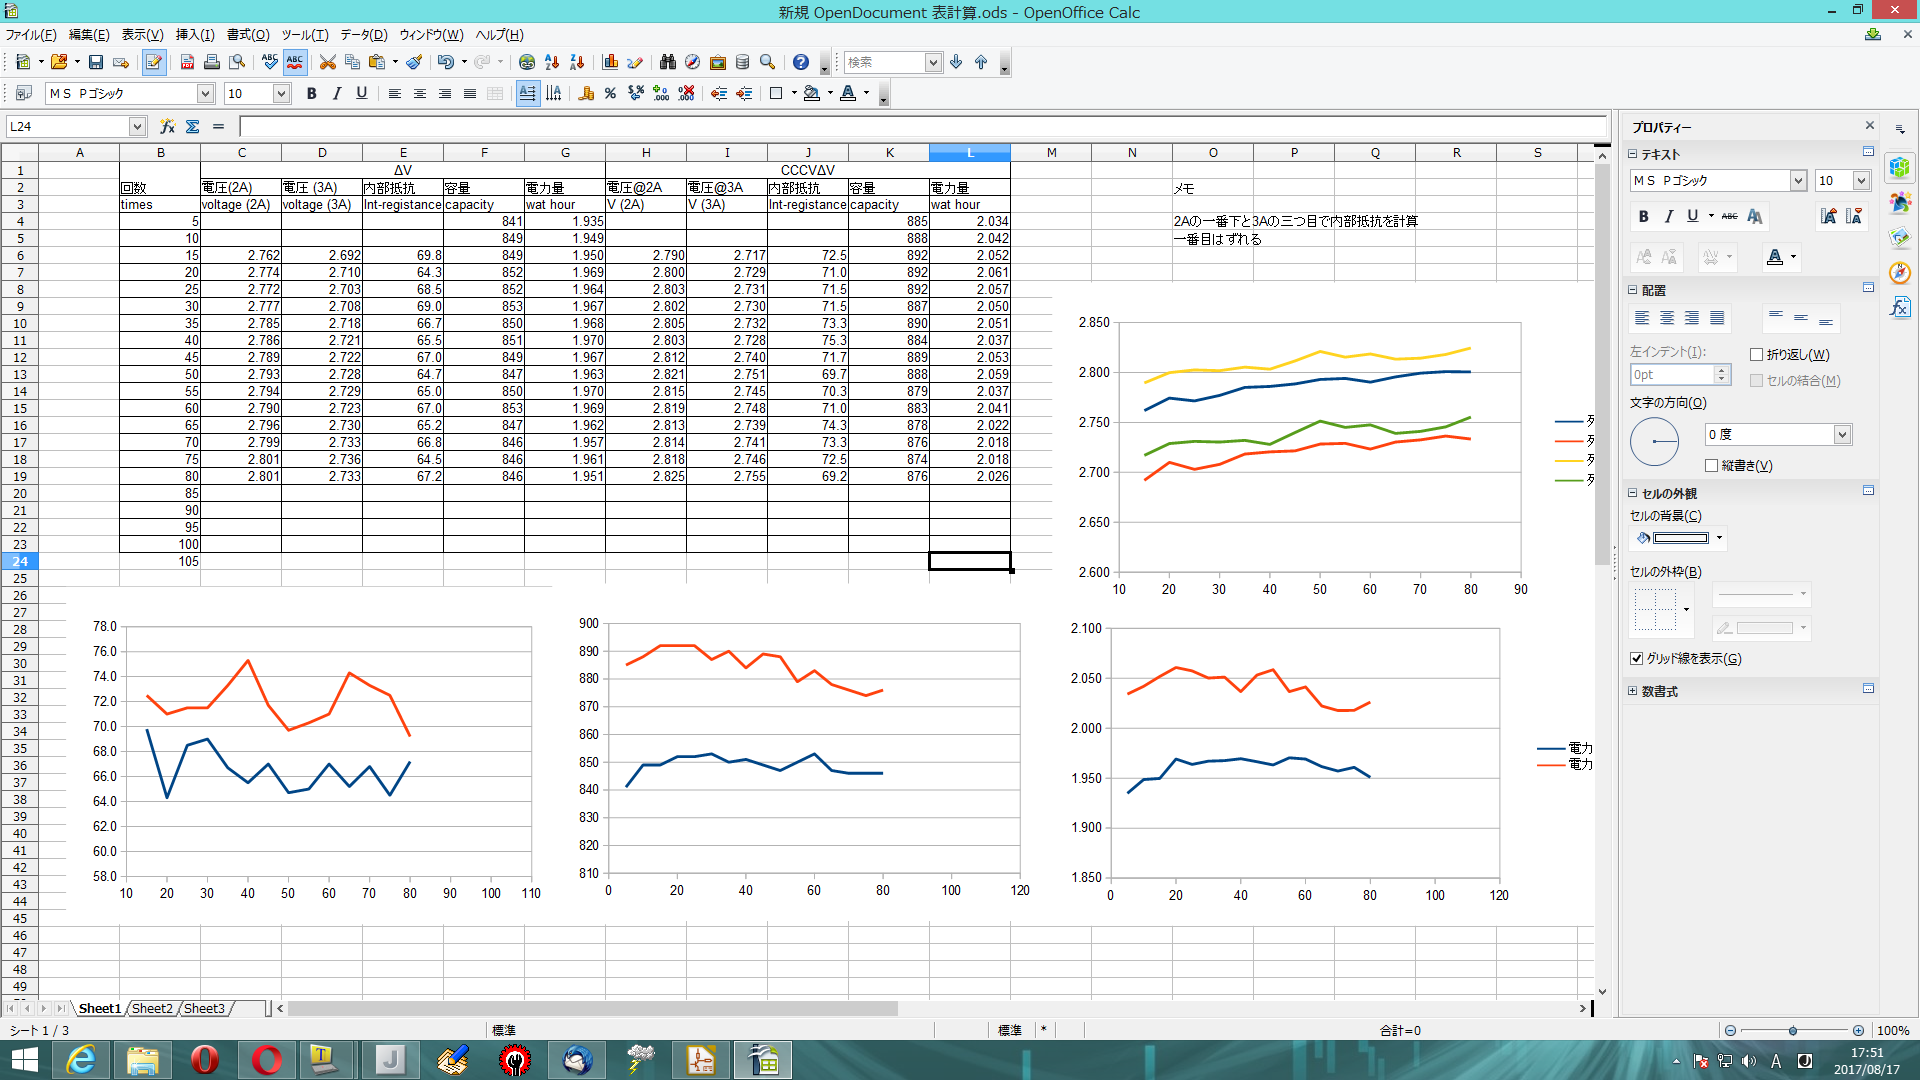 新規 OpenDocument 表計算.ods - OpenOffice Calc
ファイル(F) 編集(E) 表示(V) 挿入(I) 書式(O) ツール(T) データ(D) ウィンドウ(W) ヘルプ(H)
検索
ＭＳ Ｐゴシック 10
L24
A B C D E F G H I J K L M N O P Q R S
1 ΔV CCCVΔV
2 回数 電圧(2A) 電圧 (3A) 内部抵抗 容量 電力量 電圧@2A 電圧@3A 内部抵抗 容量 電力量 メモ
3 times voltage (2A) voltage (3A) Int-registance capacity wat hour V (2A) V (3A) Int-registance capacity wat hour
4 5 841 1.935 885 2.034 2Aの一番下と3Aの三つ目で内部抵抗を計算
5 10 849 1.949 888 2.042 一番目はずれる
6 15 2.762 2.692 69.8 849 1.950 2.790 2.717 72.5 892 2.052
7 20 2.774 2.710 64.3 852 1.969 2.800 2.729 71.0 892 2.061
8 25 2.772 2.703 68.5 852 1.964 2.803 2.731 71.5 892 2.057
9 30 2.777 2.708 69.0 853 1.967 2.802 2.730 71.5 887 2.050
10 35 2.785 2.718 66.7 850 1.968 2.805 2.732 73.3 890 2.051
11 40 2.786 2.721 65.5 851 1.970 2.803 2.728 75.3 884 2.037
12 45 2.789 2.722 67.0 849 1.967 2.812 2.740 71.7 889 2.053
13 50 2.793 2.728 64.7 847 1.963 2.821 2.751 69.7 888 2.059
14 55 2.794 2.729 65.0 850 1.970 2.815 2.745 70.3 879 2.037
15 60 2.790 2.723 67.0 853 1.969 2.819 2.748 71.0 883 2.041
16 65 2.796 2.730 65.2 847 1.962 2.813 2.739 74.3 878 2.022
17 70 2.799 2.733 66.8 846 1.957 2.814 2.741 73.3 876 2.018
18 75 2.801 2.736 64.5 846 1.961 2.818 2.746 72.5 874 2.018
19 80 2.801 2.733 67.2 846 1.951 2.825 2.755 69.2 876 2.026
20 85
21 90
22 95
23 100
24 105
25
26
27
28
29
30
31
32
33
34
35
36
37
38
39
40
41
42
43
44
45
46
47
48
49
2.850
2.800
2.750
2.700
2.650
2.600
10 20 30 40 50 60 70 80 90
列
列
列
列
78.0
76.0
74.0
72.0
70.0
68.0
66.0
64.0
62.0
60.0
58.0
10 20 30 40 50 60 70 80 90 100 110
900
890
880
870
860
850
840
830
820
810
0 20 40 60 80 100 120
2.100
2.050
2.000
1.950
1.900
1.850
0 20 40 60 80 100 120
電力
電力
プロパティー
テキスト
ＭＳ Ｐゴシック 10
配置
左インデント(I): 折り返し(W)
0pt セルの結合(M)
文字の方向(O)
0 度
縦書き(V)
セルの外観
セルの背景(C)
セルの外枠(B)
グリッド線を表示(G)
数書式
Sheet1 Sheet2 Sheet3
シート 1 / 3 標準 標準 * 合計=0 100%
17:51
2017/08/17